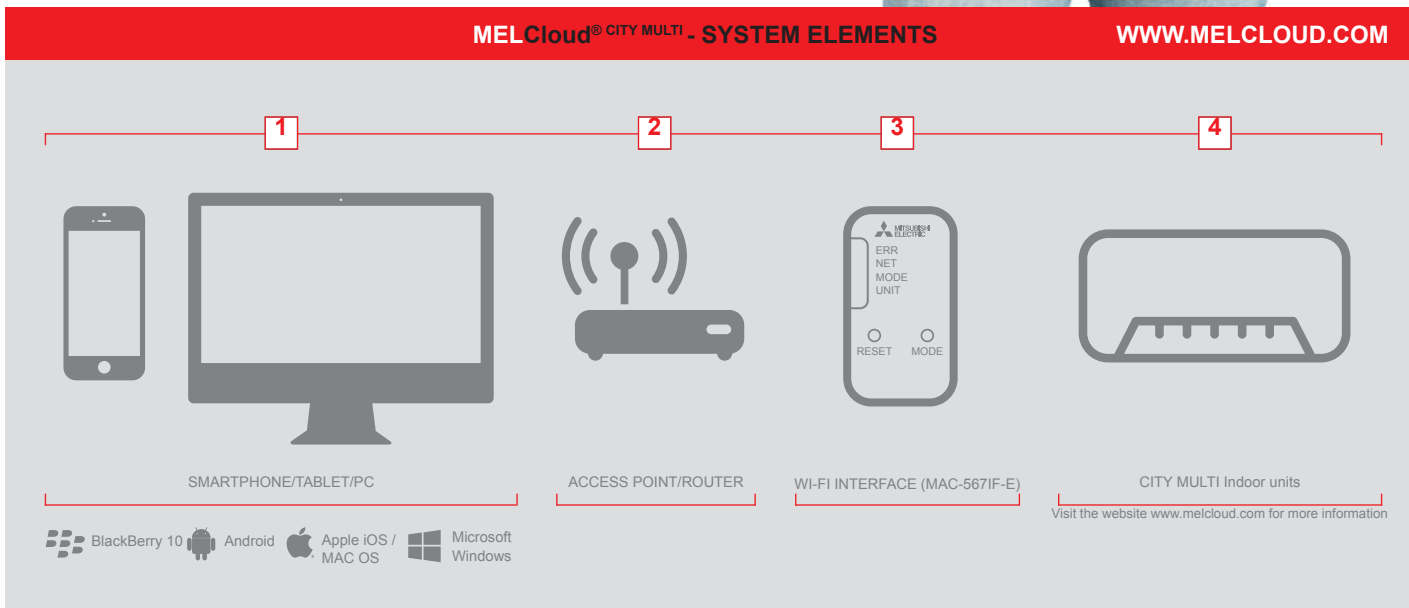 MELCloud® CITY MULTI - SYSTEM ELEMENTS
WWW.MELCLOUD.COM
1
2
3
4
MITSUBISHI
ELECTRIC
ERR
NET
MODE
UNIT
RESET MODE
SMARTPHONE/TABLET/PC
ACCESS POINT/ROUTER
WI-FI INTERFACE (MAC-567IF-E)
CITY MULTI Indoor units
Visit the website www.melcloud.com for more information
BlackBerry 10
Android
Apple iOS /
MAC OS
Microsoft
Windows